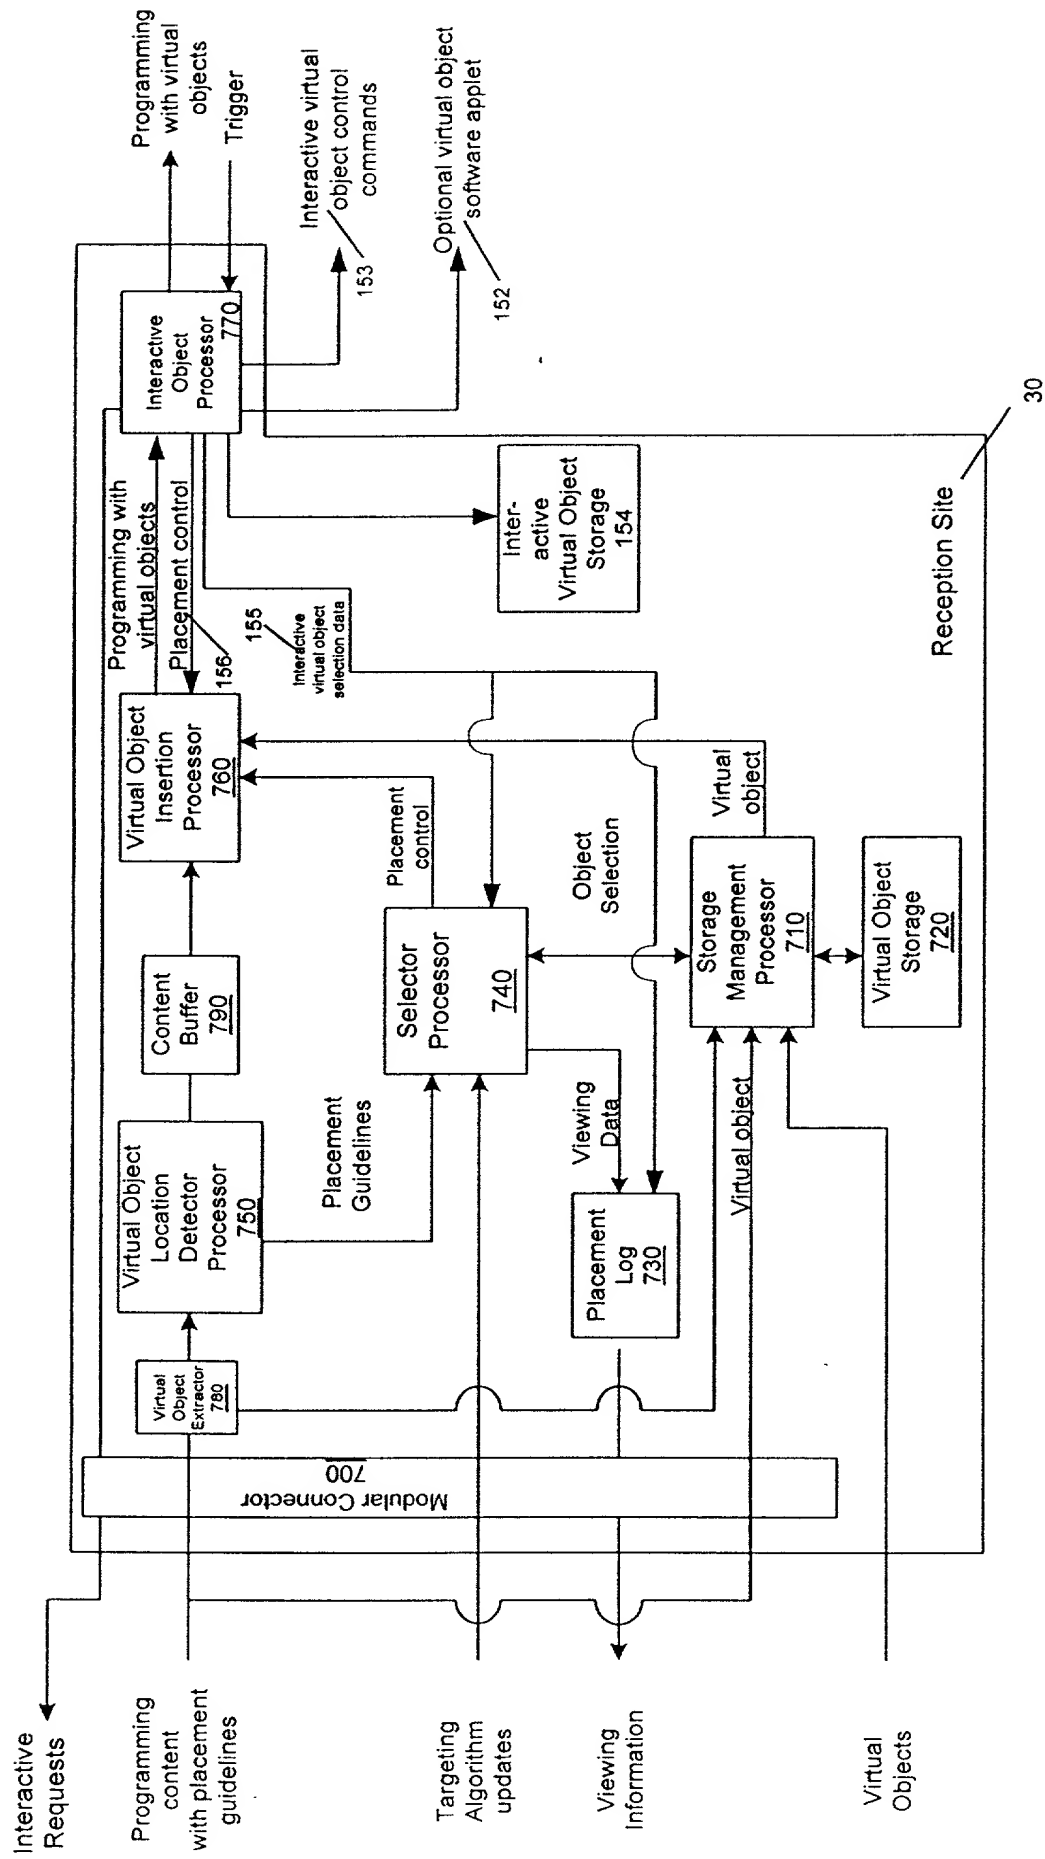 Interactive
Requests
Programming
content
with placement
guidelines
Targeting
Algorithm
updates
Viewing
Information
Virtual
Objects
Modular Connector
700
Virtual
Object
Extractor
780
Virtual Object
Location
Detector
Processor
750
Placement
Guidelines
Content
Buffer
790
Selector
Processor
740
Viewing
Data
Placement
Log
730
Virtual object
Storage
Management
Processor
710
Virtual Object
Storage
720
Object
Selection
Placement
control
Virtual
object
Virtual Object
Insertion
Processor
760
Programming with
virtual objects
Placement control
156
155
Interactive
virtual object
selection data
Inter-
active
Virtual Object
Storage
154
Interactive
Object
Processor
770
Programming
with virtual
objects
Trigger
Interactive virtual
object control
commands
153
Optional virtual object
software applet
152
Reception Site
30